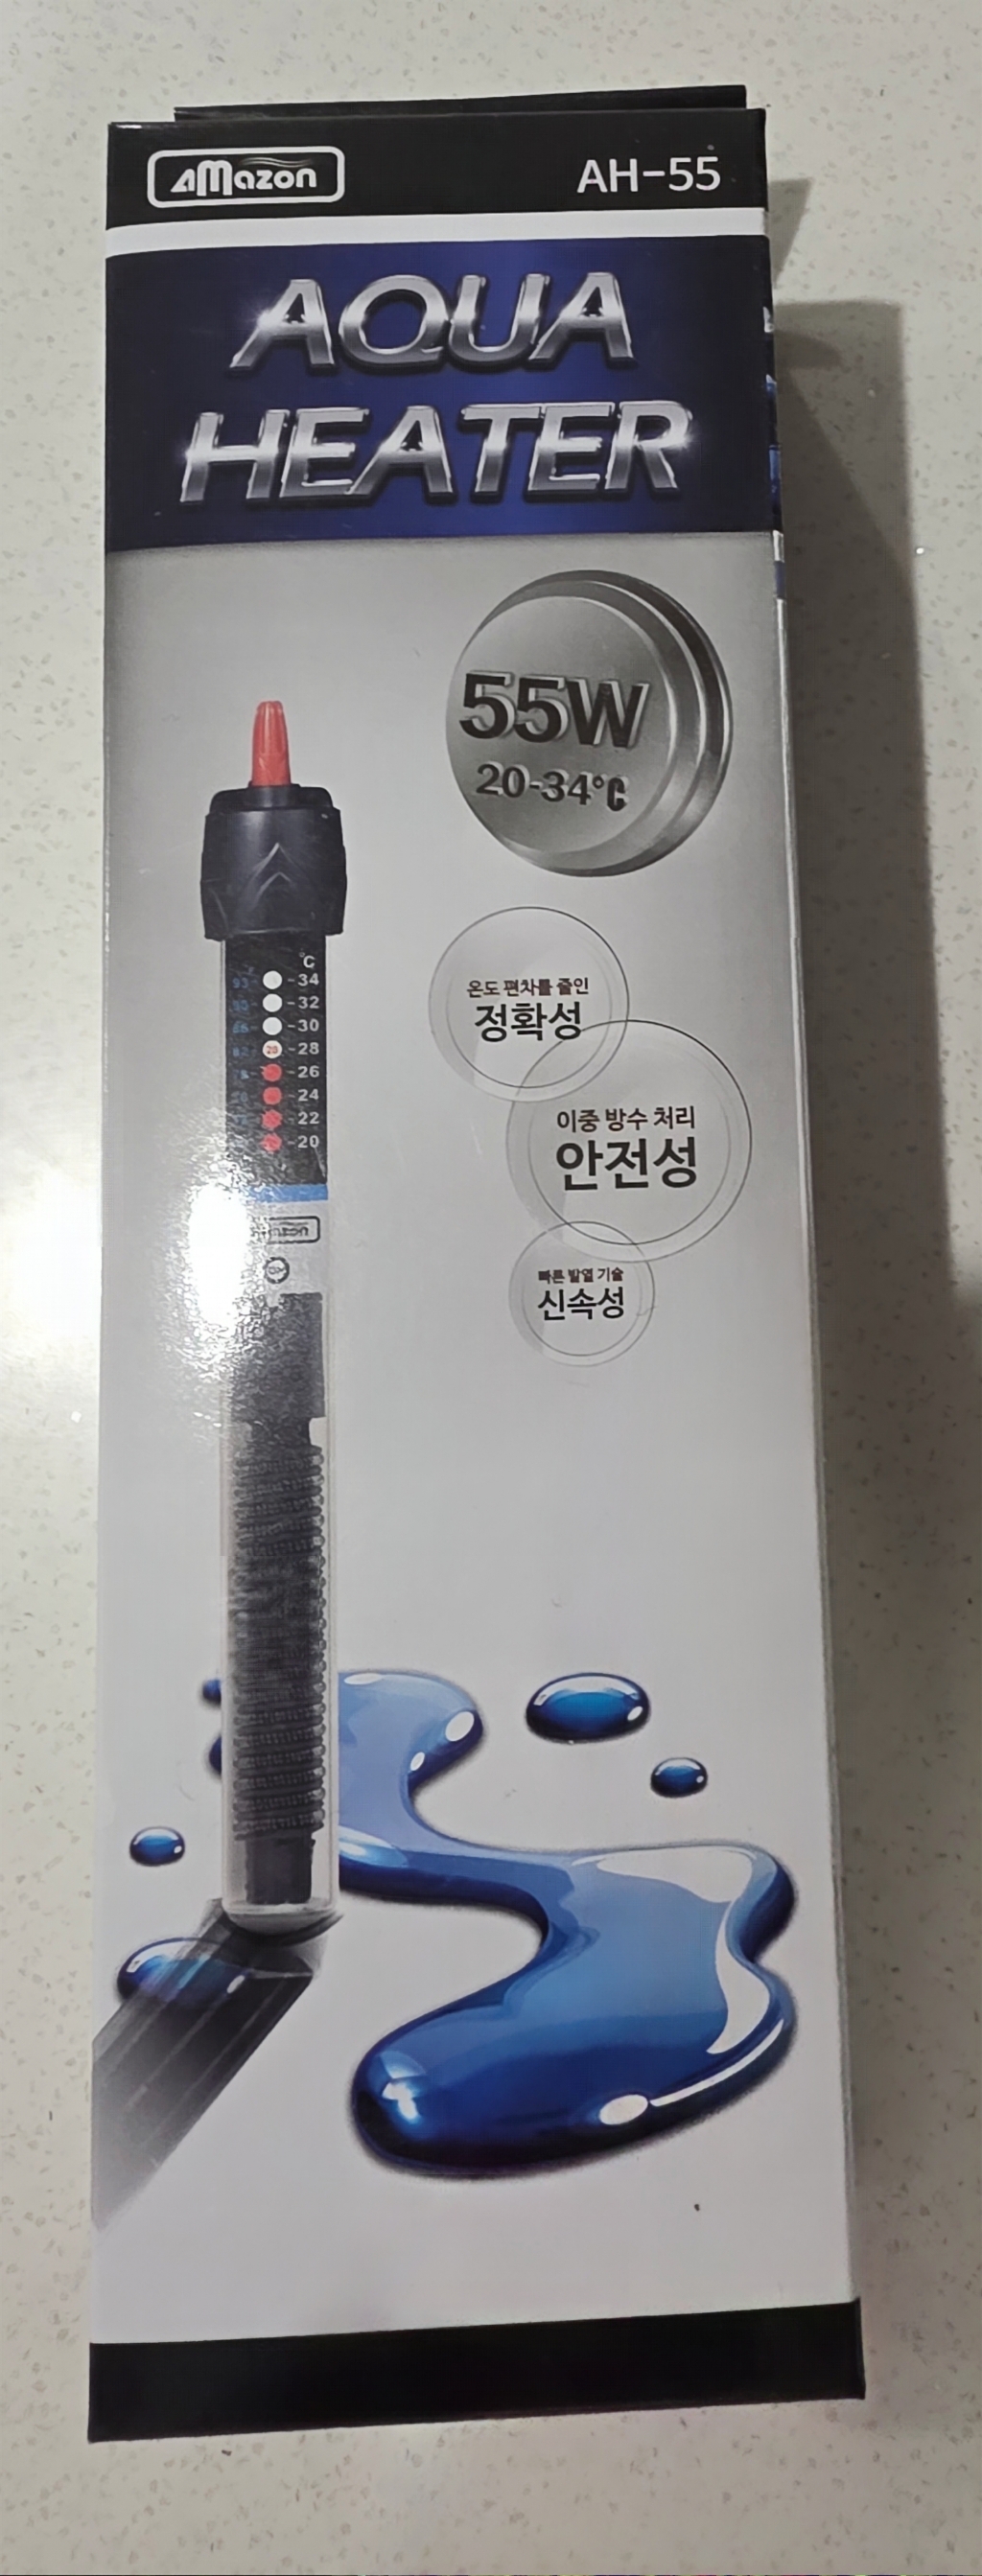 AMazon
AH-55
AQUA
HEATER
55W
20-34°C
온도 편차를 줄인
정확성
이중 방수 처리
안전성
빠른 발열 기술
신속성
°C
-34
-32
-30
-28
-26
-24
-22
-20